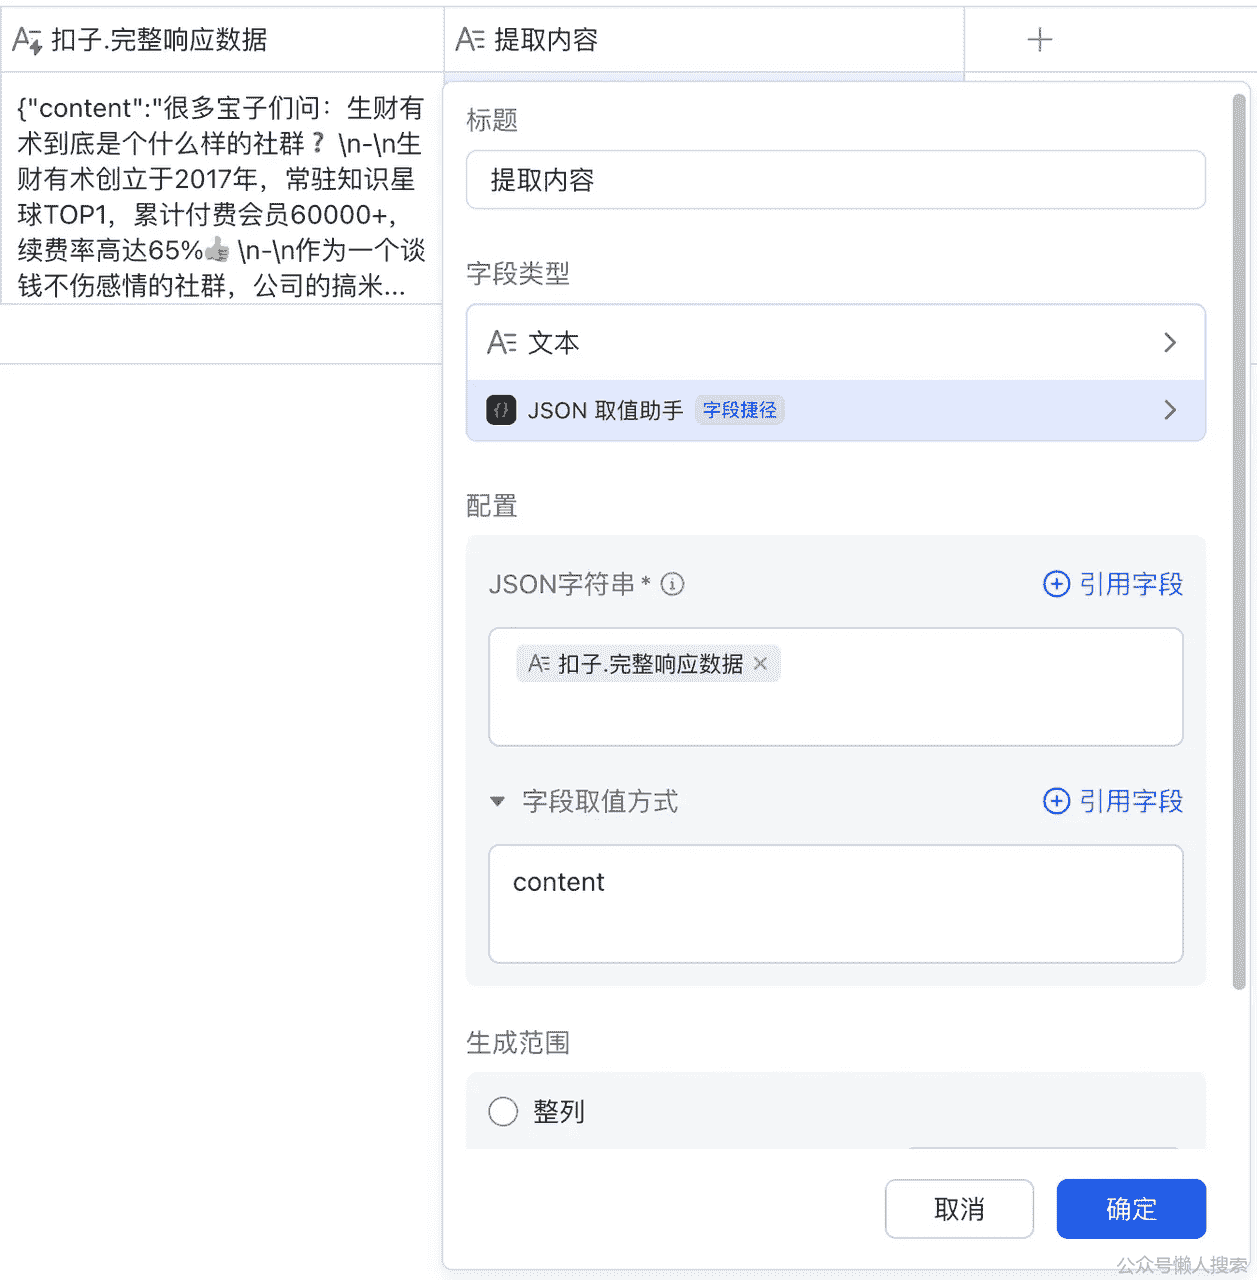 扣子.完整响应数据
提取内容
{"content":"很多宝子们问：生财有
术到底是个什么样的社群？\n-\n生
财有术创立于2017年，常驻知识星
球TOP1，累计付费会员60000+，
续费率高达65%👍\n-\n作为一个谈
钱不伤感情的社群，公司的搞米...
标题
提取内容
字段类型
文本
JSON 取值助手 字段捷径
配置
JSON字符串 *
引用字段
扣子.完整响应数据
字段取值方式
引用字段
content
生成范围
整列
取消
确定
公众号懒人搜索